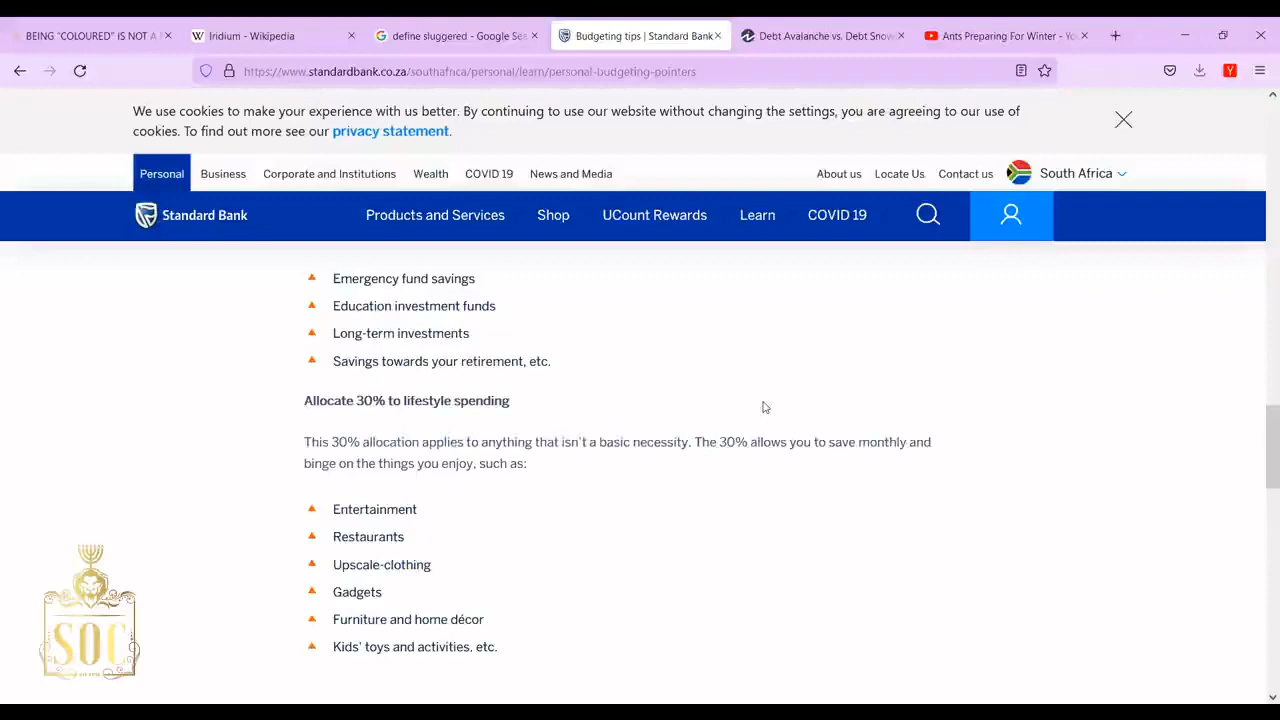 BEING "COLOURED" IS NOT A
Iridium - Wikipedia
define sluggered - Google Sea
Budgeting tips | Standard Bank
Debt Avalanche vs. Debt Snow
Ants Preparing For Winter - You
https://www.standardbank.co.za/southafrica/personal/learn/personal-budgeting-pointers
We use cookies to make your experience with us better. By continuing to use our website without changing the settings, you are agreeing to our use of
cookies. To find out more see our privacy statement.
Personal Business Corporate and Institutions Wealth COVID 19 News and Media About us Locate Us Contact us South Africa
Standard Bank Products and Services Shop UCount Rewards Learn COVID 19
Emergency fund savings
Education investment funds
Long-term investments
Savings towards your retirement, etc.
Allocate 30% to lifestyle spending
This 30% allocation applies to anything that isn't a basic necessity. The 30% allows you to save monthly and
binge on the things you enjoy, such as:
Entertainment
Restaurants
Upscale-clothing
Gadgets
Furniture and home décor
Kids' toys and activities, etc.
SOC